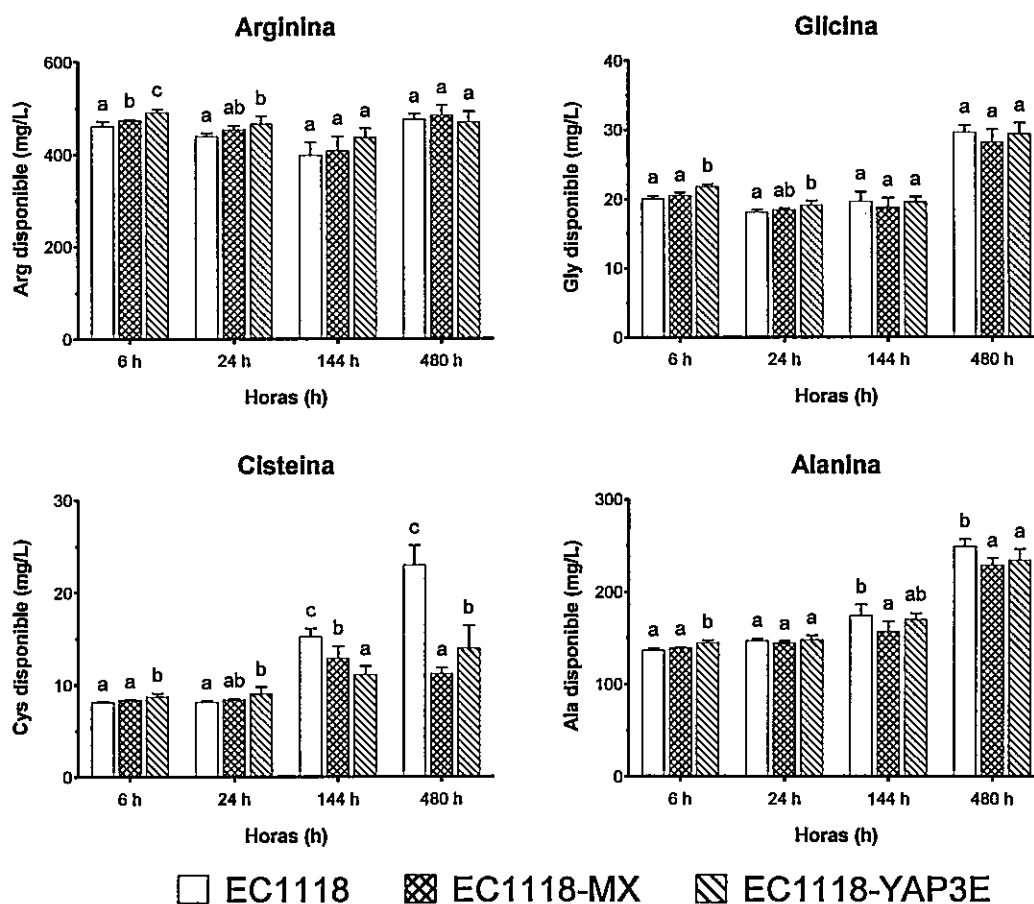 Arginina
Arg disponible (mg/L)
600
400
200
0
a b c a ab b a a a a a a
6 h 24 h 144 h 480 h
Horas (h)
Glicina
Gly disponible (mg/L)
40
30
20
10
0
a a b a ab b a a a a a a
6 h 24 h 144 h 480 h
Horas (h)
Cisteina
Cys disponible (mg/L)
30
20
10
0
a a b a ab b c b a c a b
6 h 24 h 144 h 480 h
Horas (h)
Alanina
Ala disponible (mg/L)
300
200
100
0
a a b a a a b a ab b a a
6 h 24 h 144 h 480 h
Horas (h)
EC1118 EC1118-MX EC1118-YAP3E